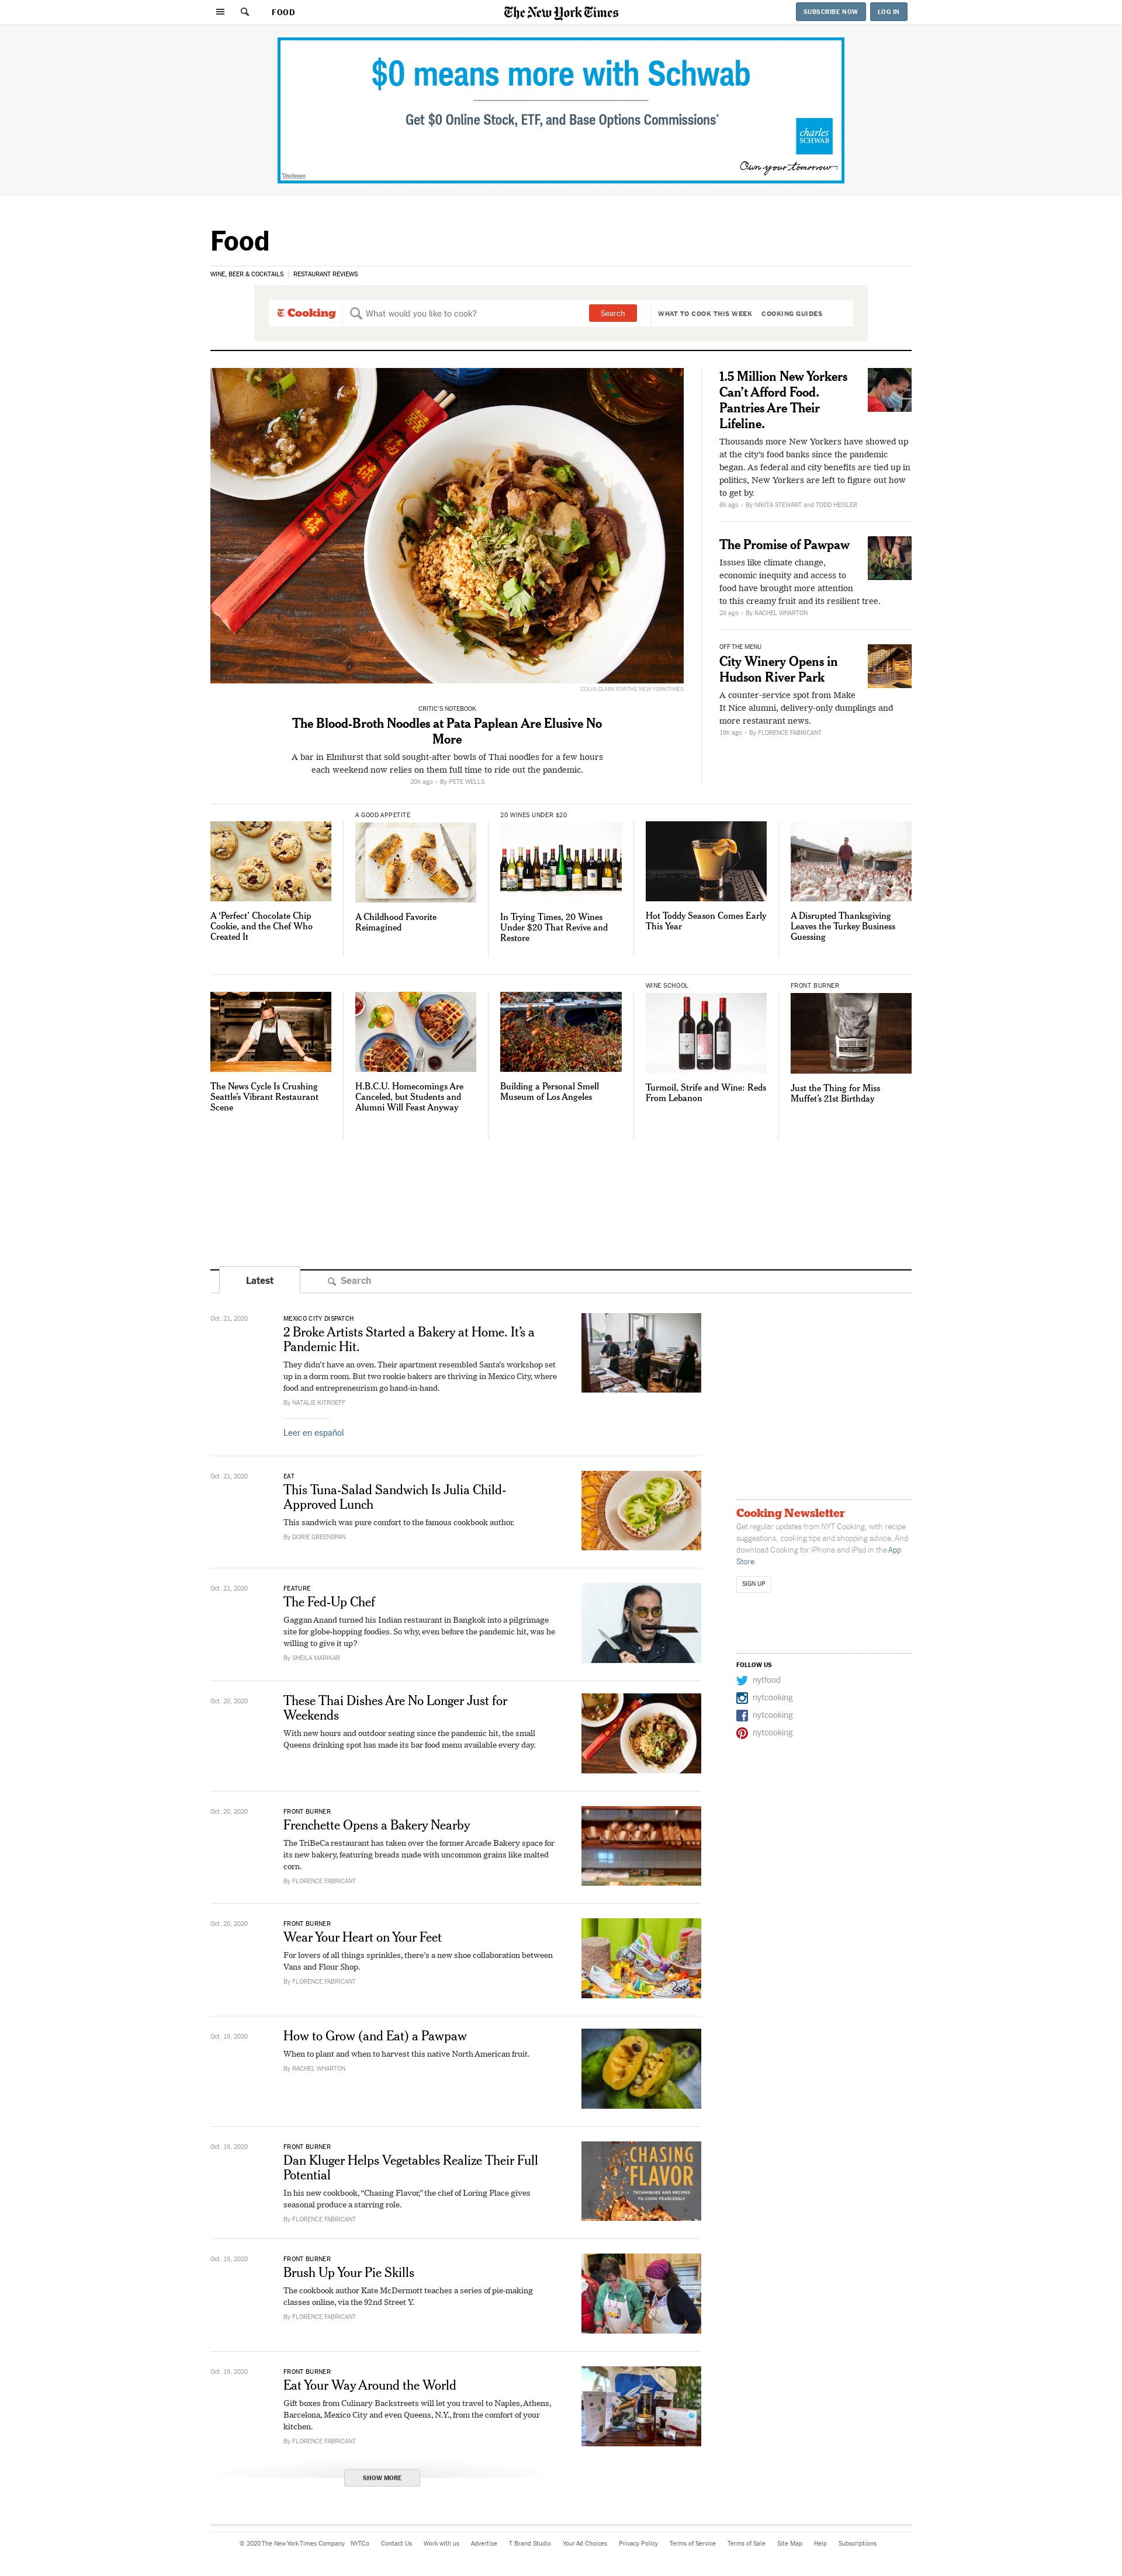 FOOD
The New York Times
SUBSCRIBE NOW
LOG IN
$0 means more with Schwab
Get $0 Online Stock, ETF, and Base Options Commissions*
charles
SCHWAB
Own your tomorrow
Disclosure
Food
WINE, BEER & COCKTAILS | RESTAURANT REVIEWS
T Cooking
What would you like to cook?
Search
WHAT TO COOK THIS WEEK
COOKING GUIDES
COLIN CLARK FOR THE NEW YORK TIMES
CRITIC'S NOTEBOOK
The Blood-Broth Noodles at Pata Paplean Are Elusive No
More
A bar in Elmhurst that sold sought-after bowls of Thai noodles for a few hours
each weekend now relies on them full time to ride out the pandemic.
20h ago • By PETE WELLS
1.5 Million New Yorkers
Can't Afford Food.
Pantries Are Their
Lifeline.
Thousands more New Yorkers have showed up
at the city's food banks since the pandemic
began. As federal and city benefits are tied up in
politics, New Yorkers are left to figure out how
to get by.
6h ago • By NIKITA STEWART and TODD HEISLER
The Promise of Pawpaw
Issues like climate change,
economic inequity and access to
food have brought more attention
to this creamy fruit and its resilient tree.
2d ago • By RACHEL WHARTON
OFF THE MENU
City Winery Opens in
Hudson River Park
A counter-service spot from Make
It Nice alumni, delivery-only dumplings and
more restaurant news.
19h ago • By FLORENCE FABRICANT
A 'Perfect' Chocolate Chip
Cookie, and the Chef Who
Created It
A GOOD APPETITE
A Childhood Favorite
Reimagined
20 WINES UNDER $20
In Trying Times, 20 Wines
Under $20 That Revive and
Restore
Hot Toddy Season Comes Early
This Year
A Disrupted Thanksgiving
Leaves the Turkey Business
Guessing
The News Cycle Is Crushing
Seattle's Vibrant Restaurant
Scene
H.B.C.U. Homecomings Are
Canceled, but Students and
Alumni Will Feast Anyway
Building a Personal Smell
Museum of Los Angeles
WINE SCHOOL
Turmoil, Strife and Wine: Reds
From Lebanon
FRONT BURNER
Just the Thing for Miss
Muffet's 21st Birthday
Latest
Search
Oct. 21, 2020
MEXICO CITY DISPATCH
2 Broke Artists Started a Bakery at Home. It's a
Pandemic Hit.
They didn't have an oven. Their apartment resembled Santa's workshop set
up in a dorm room. But two rookie bakers are thriving in Mexico City, where
food and entrepreneurism go hand-in-hand.
By NATALIE KITROEFF
Leer en español
Oct. 21, 2020
EAT
This Tuna-Salad Sandwich Is Julia Child-
Approved Lunch
This sandwich was pure comfort to the famous cookbook author.
By DORIE GREENSPAN
Oct. 21, 2020
FEATURE
The Fed-Up Chef
Gaggan Anand turned his Indian restaurant in Bangkok into a pilgrimage
site for globe-hopping foodies. So why, even before the pandemic hit, was he
willing to give it up?
By SHEILA MARIKAR
Oct. 20, 2020
These Thai Dishes Are No Longer Just for
Weekends
With new hours and outdoor seating since the pandemic hit, the small
Queens drinking spot has made its bar food menu available every day.
Oct. 20, 2020
FRONT BURNER
Frenchette Opens a Bakery Nearby
The TriBeCa restaurant has taken over the former Arcade Bakery space for
its new bakery, featuring breads made with uncommon grains like malted
corn.
By FLORENCE FABRICANT
Oct. 20, 2020
FRONT BURNER
Wear Your Heart on Your Feet
For lovers of all things sprinkles, there's a new shoe collaboration between
Vans and Flour Shop.
By FLORENCE FABRICANT
Oct. 19, 2020
How to Grow (and Eat) a Pawpaw
When to plant and when to harvest this native North American fruit.
By RACHEL WHARTON
Oct. 19, 2020
FRONT BURNER
Dan Kluger Helps Vegetables Realize Their Full
Potential
In his new cookbook, "Chasing Flavor," the chef of Loring Place gives
seasonal produce a starring role.
By FLORENCE FABRICANT
CHASING
FLAVOR
TECHNIQUES AND RECIPES
TO COOK FEARLESSLY
Oct. 19, 2020
FRONT BURNER
Brush Up Your Pie Skills
The cookbook author Kate McDermott teaches a series of pie-making
classes online, via the 92nd Street Y.
By FLORENCE FABRICANT
Oct. 19, 2020
FRONT BURNER
Eat Your Way Around the World
Gift boxes from Culinary Backstreets will let you travel to Naples, Athens,
Barcelona, Mexico City and even Queens, N.Y., from the comfort of your
kitchen.
By FLORENCE FABRICANT
SHOW MORE
Cooking Newsletter
Get regular updates from NYT Cooking, with recipe
suggestions, cooking tips and shopping advice. And
download Cooking for iPhone and iPad in the App
Store.
SIGN UP
FOLLOW US
nytfood
nytcooking
nytcooking
nytcooking
© 2020 The New York Times Company NYTCo Contact Us Work with us Advertise T Brand Studio Your Ad Choices Privacy Policy Terms of Service Terms of Sale Site Map Help Subscriptions